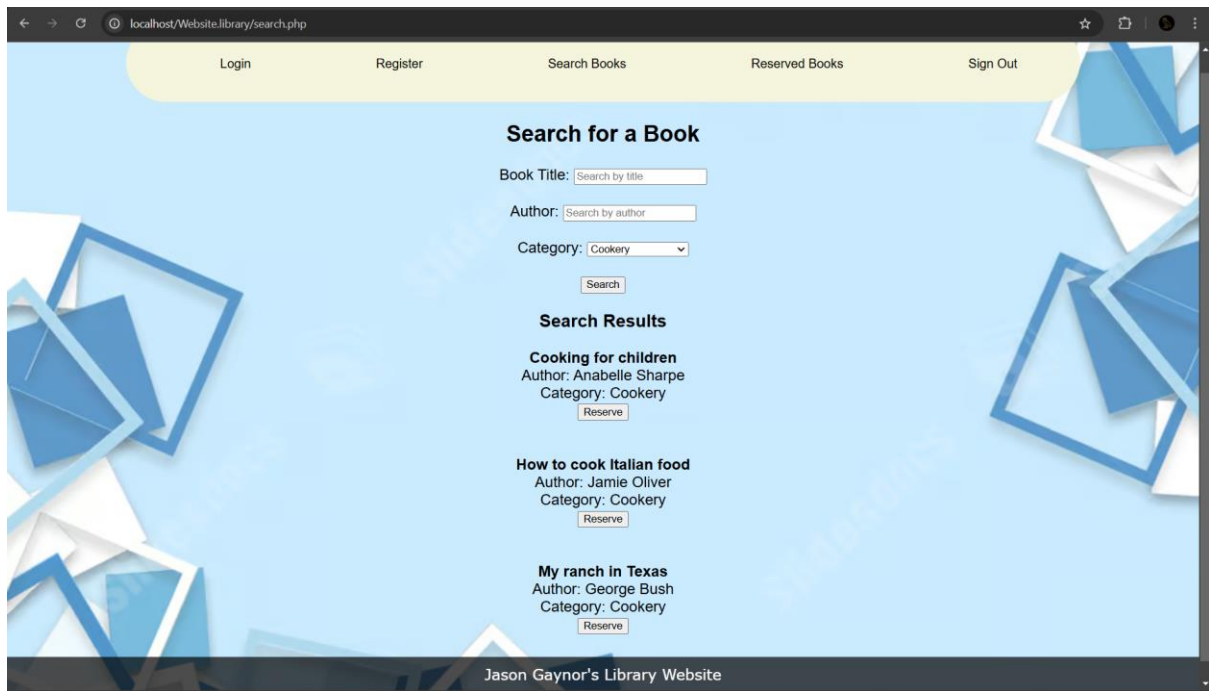 localhost/Website.library/search.php
Login Register Search Books Reserved Books Sign Out
Search for a Book
Book Title: Search by title
Author: Search by author
Category: Cookery
Search
Search Results
Cooking for children
Author: Anabelle Sharpe
Category: Cookery
Reserve
How to cook Italian food
Author: Jamie Oliver
Category: Cookery
Reserve
My ranch in Texas
Author: George Bush
Category: Cookery
Reserve
Jason Gaynor's Library Website